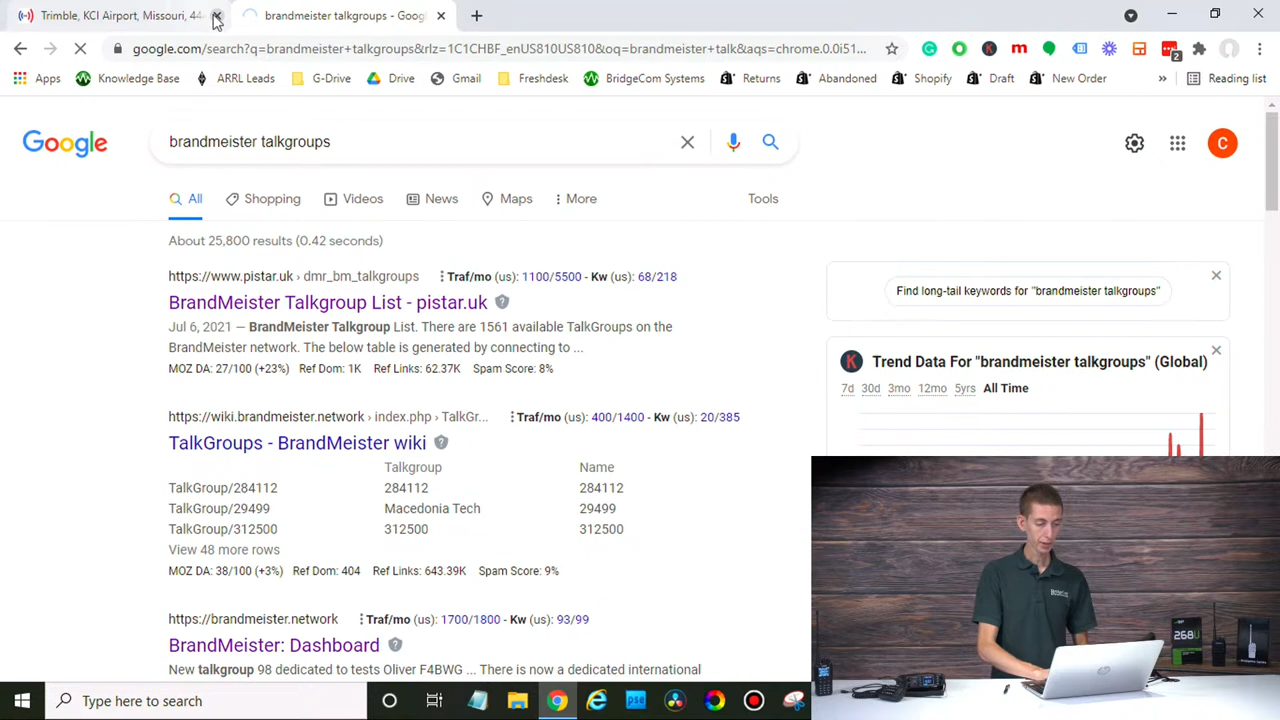 Trimble, KCI Airport, Missouri, 44
brandmeister talkgroups - Goog
google.com/search?q=brandmeister+talkgroups&rlz=1C1CHBF_enUS810US810&oq=brandmeister+talk&aqs=chrome.0.0i51...
Apps
Knowledge Base
ARRL Leads
G-Drive
Drive
Gmail
Freshdesk
BridgeCom Systems
Returns
Abandoned
Shopify
Draft
New Order
»
Reading list
Google
brandmeister talkgroups
All
Shopping
Videos
News
Maps
More
Tools
About 25,800 results (0.42 seconds)
https://www.pistar.uk › dmr_bm_talkgroups
Traf/mo (us): 1100/5500 - Kw (us): 68/218
BrandMeister Talkgroup List - pistar.uk
Jul 6, 2021 — BrandMeister Talkgroup List. There are 1561 available TalkGroups on the
BrandMeister network. The below table is generated by connecting to ...
MOZ DA: 27/100 (+23%) Ref Dom: 1K Ref Links: 62.37K Spam Score: 8%
https://wiki.brandmeister.network › index.php › TalkGr...
Traf/mo (us): 400/1400 - Kw (us): 20/385
TalkGroups - BrandMeister wiki
Talkgroup Name
TalkGroup/284112 284112 284112
TalkGroup/29499 Macedonia Tech 29499
TalkGroup/312500 312500 312500
View 48 more rows
MOZ DA: 38/100 (+3%) Ref Dom: 404 Ref Links: 643.39K Spam Score: 9%
https://brandmeister.network
Traf/mo (us): 1700/1800 - Kw (us): 93/99
BrandMeister: Dashboard
New talkgroup 98 dedicated to tests Oliver F4BWG ... There is now a dedicated international
Find long-tail keywords for "brandmeister talkgroups"
K
Trend Data For "brandmeister talkgroups" (Global)
7d 30d 3mo 12mo 5yrs All Time
C
2
268U
hp
Type here to search
pse